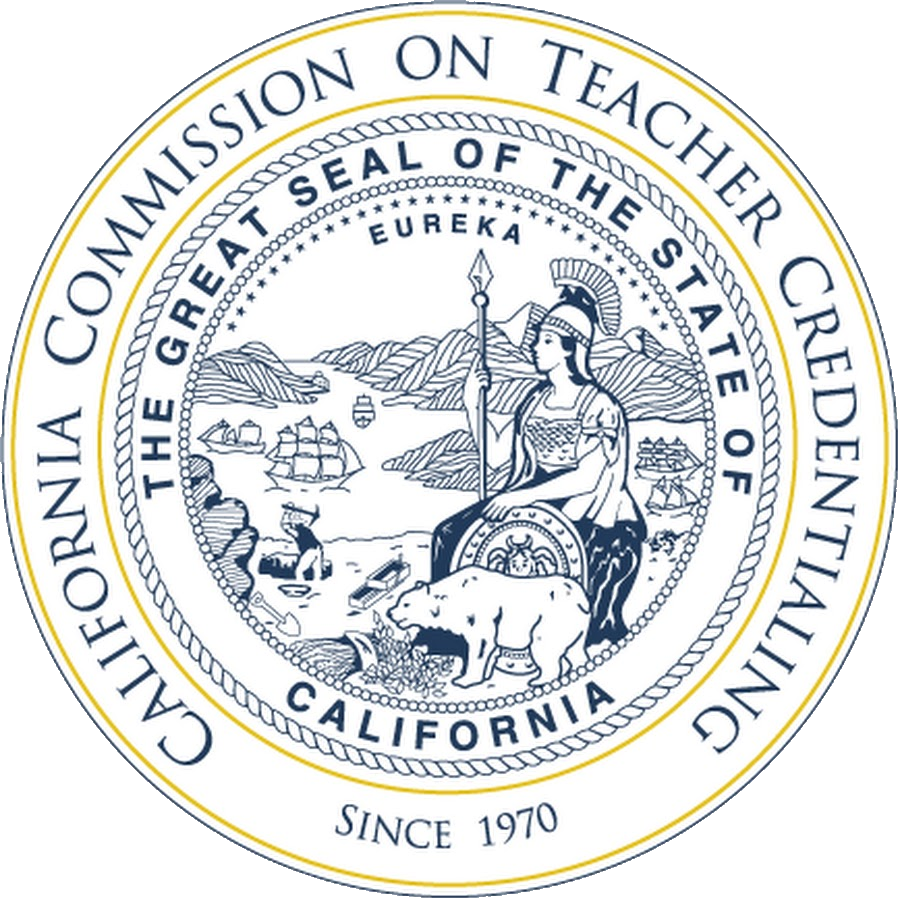 CALIFORNIA COMMISSION ON TEACHER CREDENTIALING
THE GREAT SEAL OF THE STATE OF
EUREKA
CALIFORNIA
SINCE 1970